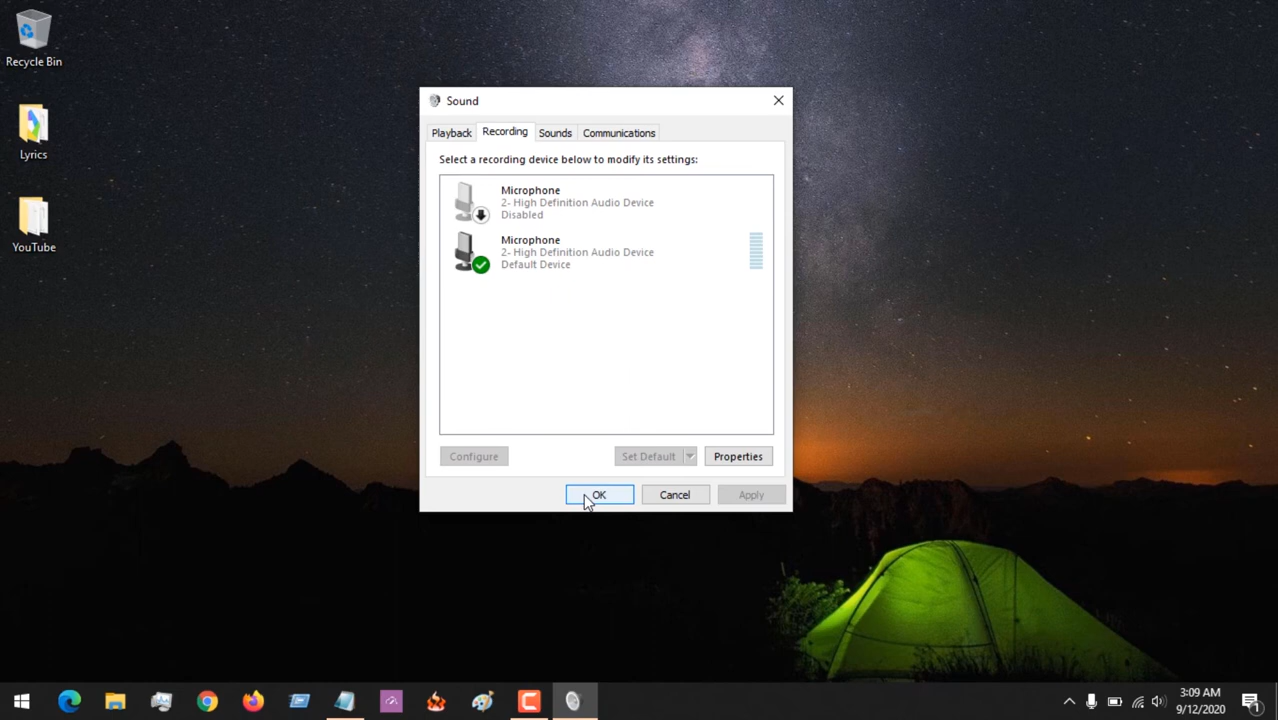 Recycle Bin
Lyrics
YouTube
Sound
Playback
Recording
Sounds
Communications
Select a recording device below to modify its settings:
Microphone
2- High Definition Audio Device
Disabled
Microphone
2- High Definition Audio Device
Default Device
Configure
Set Default
Properties
OK
Cancel
Apply
3:09 AM
9/12/2020
1